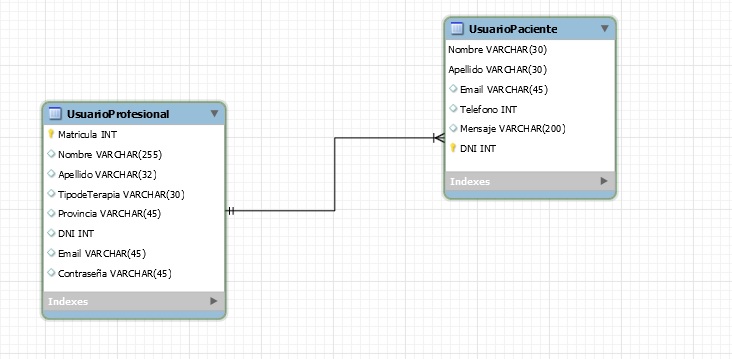 UsuarioProfesional
Matricula INT
Nombre VARCHAR(255)
Apellido VARCHAR(32)
TipodeTerapia VARCHAR(30)
Provincia VARCHAR(45)
DNI INT
Email VARCHAR(45)
Contraseña VARCHAR(45)
Indexes
UsuarioPaciente
Nombre VARCHAR(30)
Apellido VARCHAR(30)
Email VARCHAR(45)
Telefono INT
Mensaje VARCHAR(200)
DNI INT
Indexes